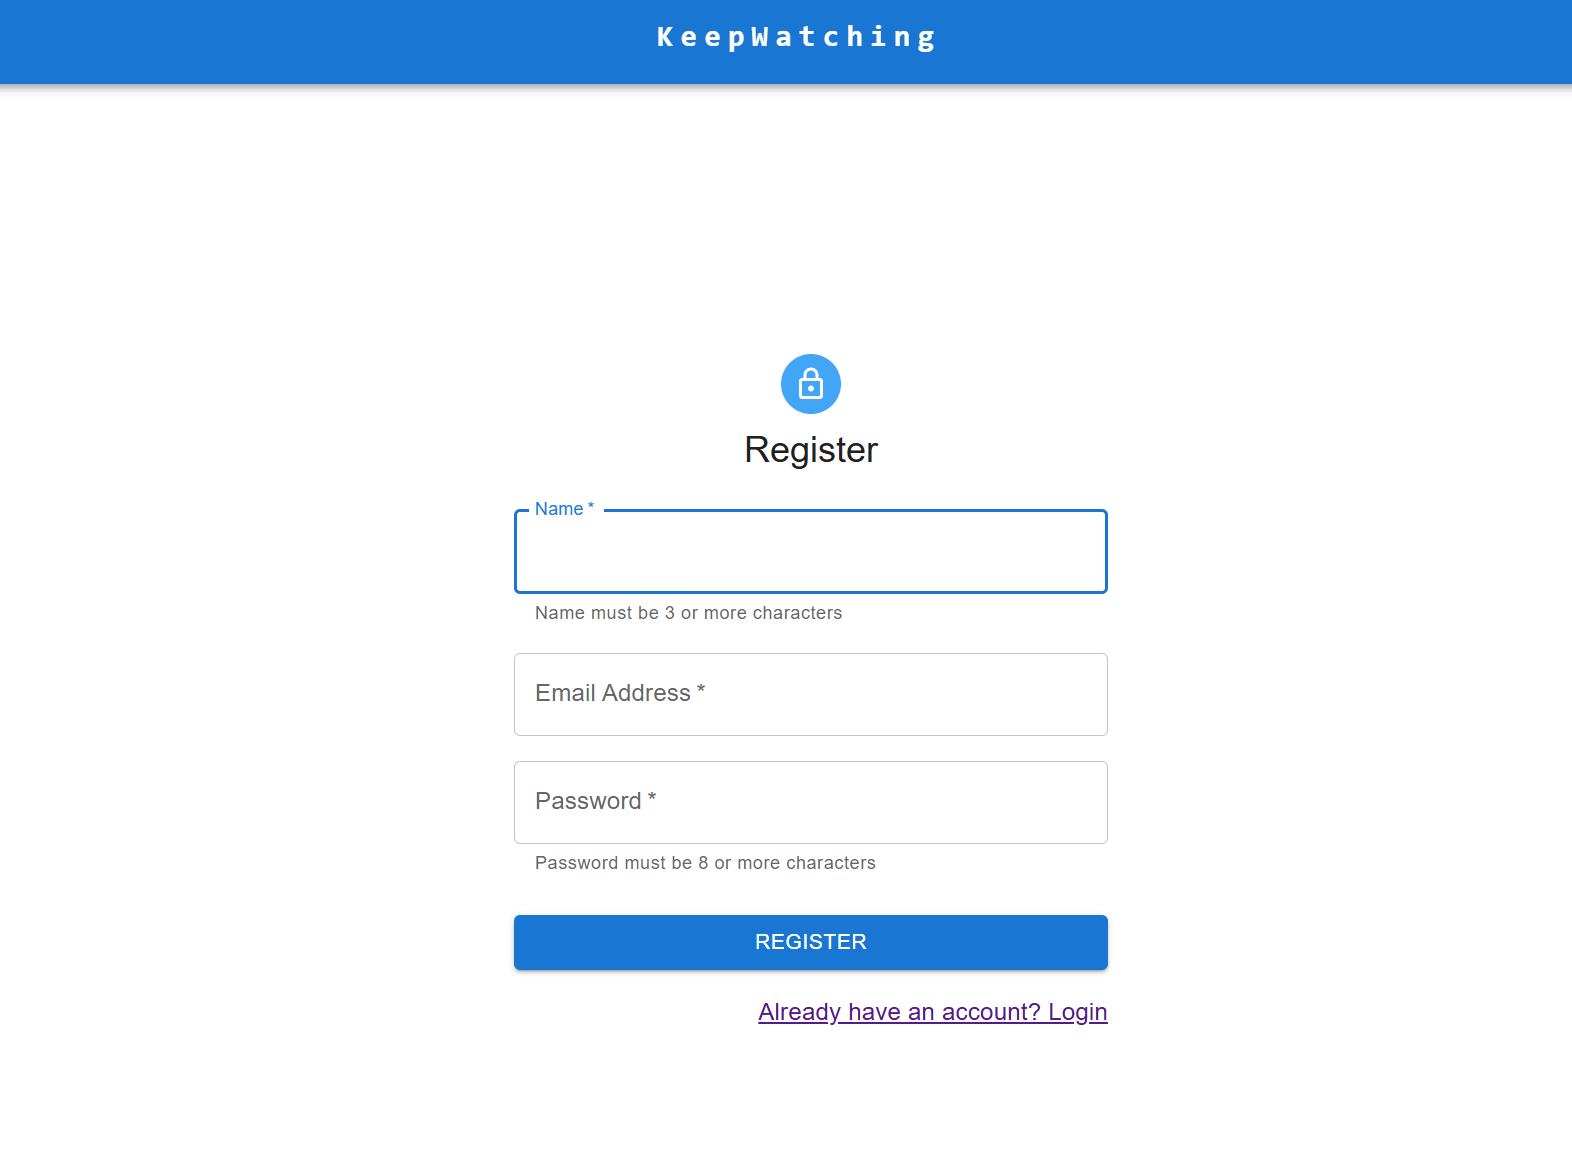 KeepWatching
Register
Name *
Name must be 3 or more characters
Email Address *
Password *
Password must be 8 or more characters
REGISTER
Already have an account? Login